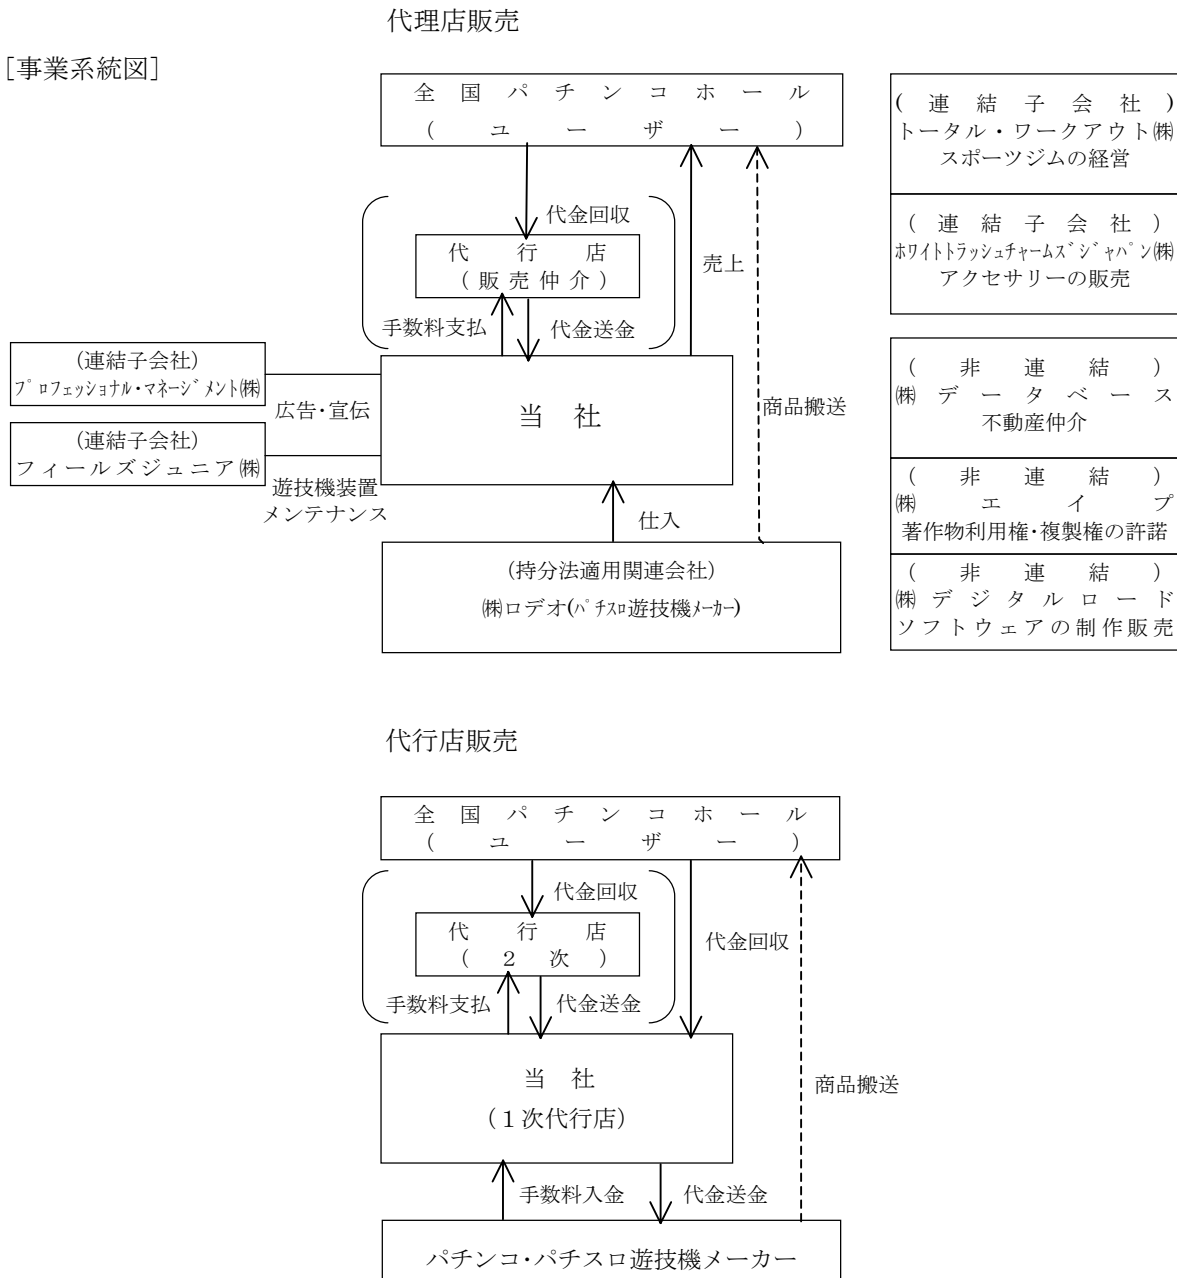 代理店販売
[事業系統図]
全国パチンコホール
(ユーザー)
代金回収
代行店
(販売仲介)
手数料支払
代金送金
売上
商品搬送
(連結子会社)
プロフェッショナル・マネージメント㈱
広告・宣伝
(連結子会社)
フィールズジュニア㈱
遊技機装置
メンテナンス
当社
仕入
(持分法適用関連会社)
㈱ロデオ(パチスロ遊技機メーカー)
(連結子会社)
トータル・ワークアウト㈱
スポーツジムの経営
(連結子会社)
ホワイトトラッシュチャームズジャパン㈱
アクセサリーの販売
(非連結)
㈱データベース
不動産仲介
(非連結)
㈱エイプ
著作物利用権・複製権の許諾
(非連結)
㈱デジタルロード
ソフトウェアの制作販売
代行店販売
全国パチンコホール
(ユーザー)
代金回収
代行店
(2次)
手数料支払
代金送金
代金回収
商品搬送
当社
(1次代行店)
手数料入金
代金送金
パチンコ・パチスロ遊技機メーカー